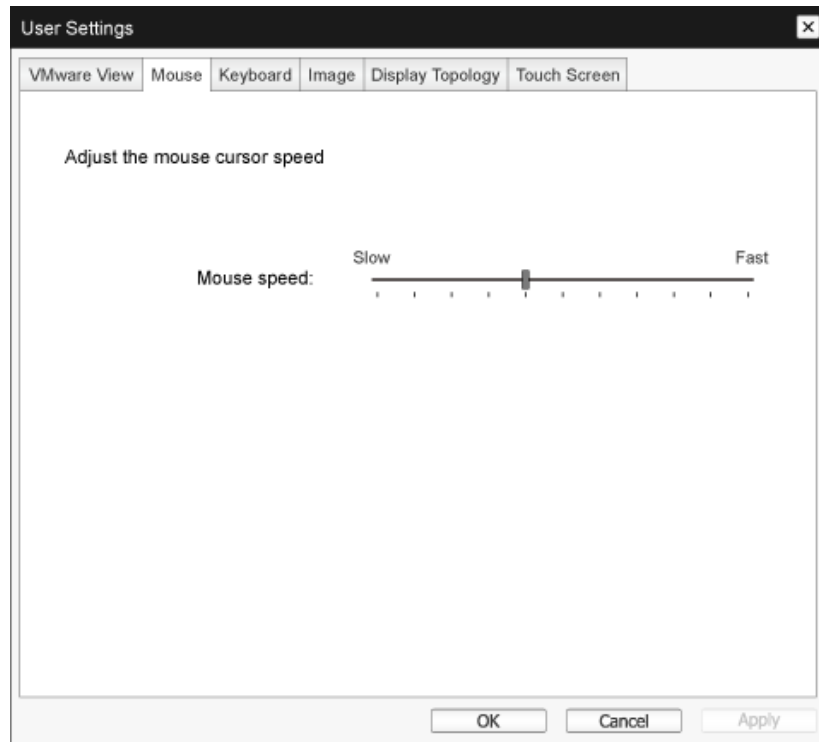 User Settings
VMware View Mouse Keyboard Image Display Topology Touch Screen
Adjust the mouse cursor speed
Slow Fast
Mouse speed:
OK Cancel Apply